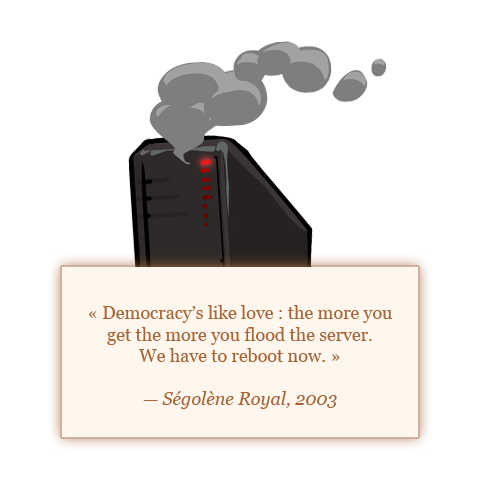 « Democracy’s like love : the more you
get the more you flood the server.
We have to reboot now. »
— Ségolène Royal, 2003